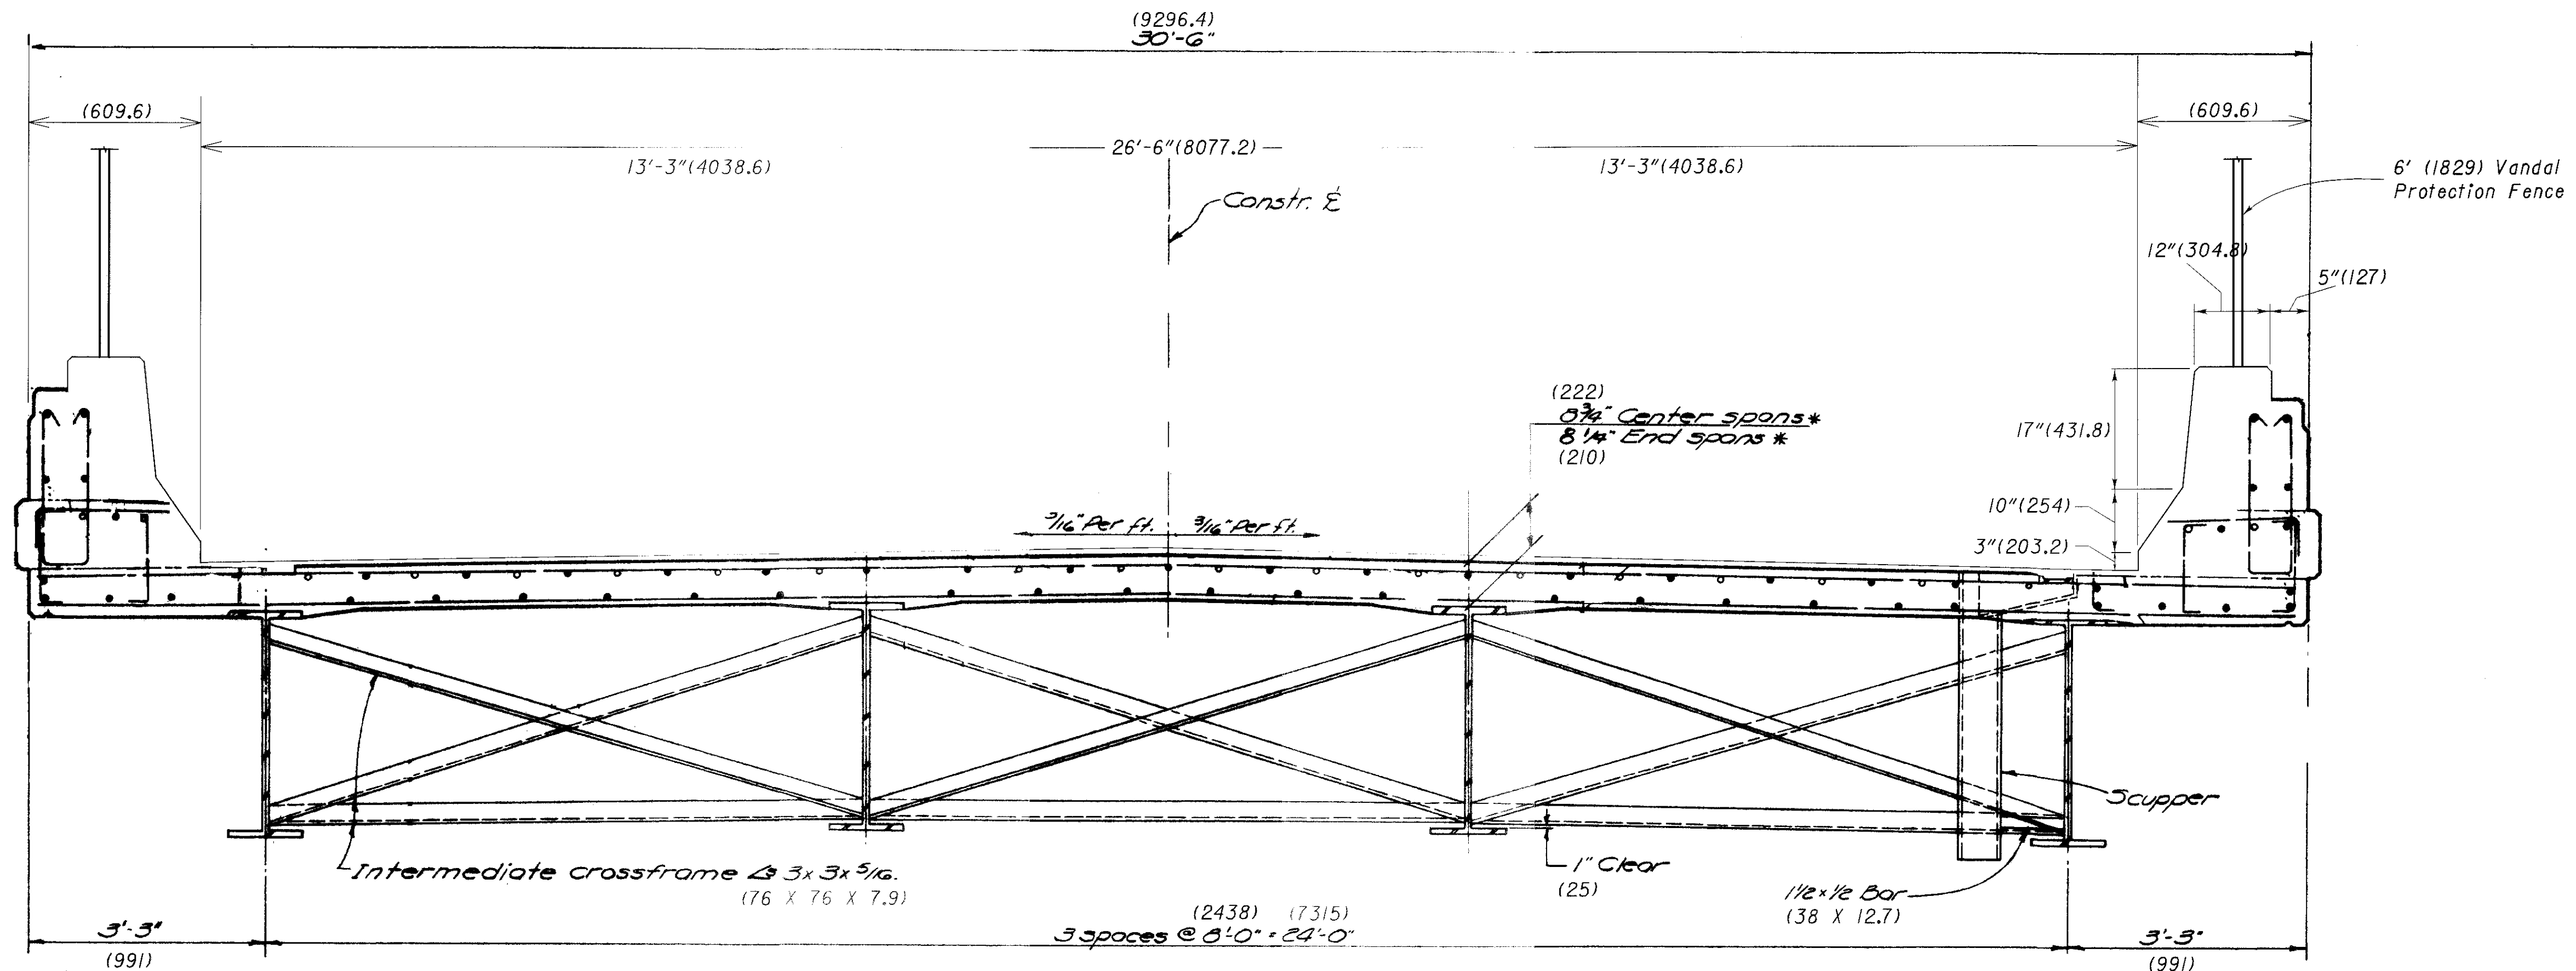 (9296.4)
30'-6"
(609.6)
(609.6)
26'-6"(8077.2)
13'-3"(4038.6)
13'-3"(4038.6)
6' (1829) Vandal
Protection Fence
Constr. ℄
12"(304.8)
5"(127)
(222)
8¾" Center spans*
8¼" End spans*
(210)
17"(431.8)
10"(254)
3"(203.2)
3/16" Per ft.
3/16" Per ft.
Scupper
Intermediate crossframe ∠s 3x3x5/16.
(76 X 76 X 7.9)
1" Clear
(25)
1½x½ Bar
(38 X 12.7)
(2438) (7315)
3 spaces @ 8'-0" = 24'-0"
3'-3"
(991)
3'-3"
(991)